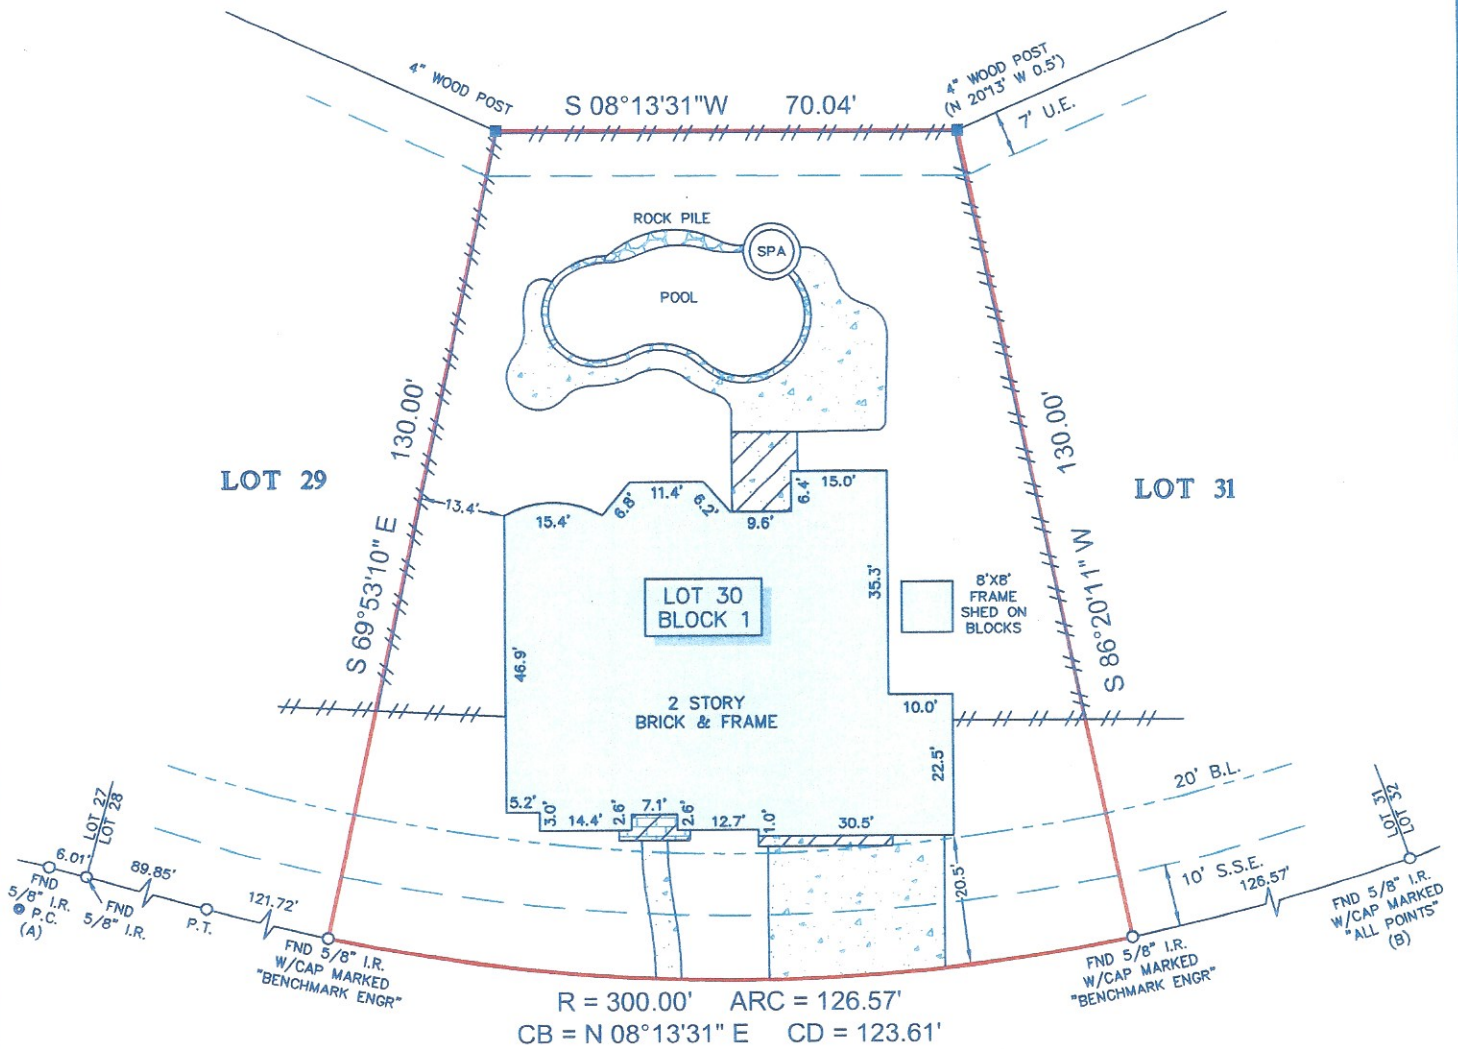 4" WOOD POST
S 08°13'31"W 70.04'
4" WOOD POST
(N 20°13' W 0.5')
7' U.E.
ROCK PILE
SPA
POOL
130.00'
130.00'
LOT 29
LOT 31
13.4'
15.4'
6.8'
11.4'
6.2'
9.6'
6.4'
15.0'
S 69°53'10" E
S 86°20'11" W
35.3'
8'X8'
FRAME
SHED ON
BLOCKS
LOT 30
BLOCK 1
46.9'
2 STORY
BRICK & FRAME
10.0'
22.5'
20' B.L.
5.2'
3.0'
14.4'
2.6'
7.1'
2.6'
12.7'
1.0'
30.5'
20.5'
10' S.S.E.
LOT 27
LOT 28
LOT 31
LOT 32
6.01'
89.85'
121.72'
126.57'
FND
5/8" I.R.
@ P.C.
(A)
FND
5/8" I.R.
P.T.
FND 5/8" I.R.
W/CAP MARKED
"BENCHMARK ENGR"
FND 5/8" I.R.
W/CAP MARKED
"BENCHMARK ENGR"
FND 5/8" I.R.
W/CAP MARKED
"ALL POINTS"
(B)
R = 300.00' ARC = 126.57'
CB = N 08°13'31" E CD = 123.61'